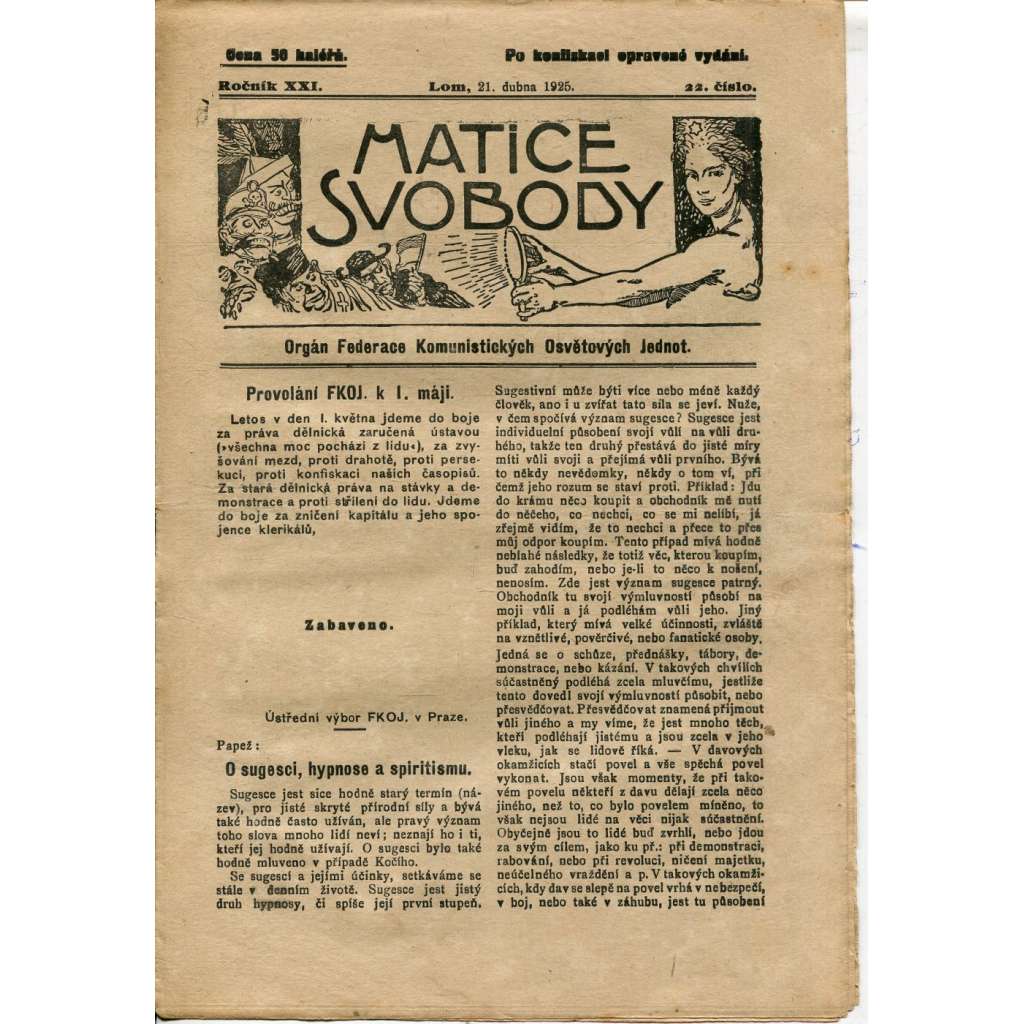 Cena 50 haléřů.
Po konfiskaci opravené vydání.
Ročník XXI.
Lom, 21. dubna 1925.
22. číslo.
MATICE
SVOBODY
Orgán Federace Komunistických Osvětových Jednot.
Provolání FKOJ. k 1. máji.
Letos v den 1. května jdeme do boje
za práva dělnická zaručená ústavou
(»všechna moc pochází z lidu«), za zvy-
šování mezd, proti drahotě, proti perse-
kuci, proti konfiskaci našich časopisů.
Za stará dělnická práva na stávky a de-
monstrace a proti střílení do lidu. Jdeme
do boje za zničení kapitálu a jeho spo-
jence klerikálů,
Zabaveno.
Ústřední výbor FKOJ. v Praze.
Papež:
O sugesci, hypnose a spiritismu.
Sugesce jest sice hodně starý termín (ná-
zev), pro jisté skryté přírodní síly a bývá
také hodně často užíván, ale pravý význam
toho slova mnoho lidí neví; neznají ho i ti,
kteří jej hodně užívají. O sugesci bylo také
hodně mluveno v případě Kočího.
Se sugescí a jejími účinky, setkáváme se
stále v denním životě. Sugesce jest jistý
druh hypnosy, či spíše její první stupeň.
Sugestivní může býti více nebo méně každý
člověk, ano i u zvířat tato síla se jeví. Nuže,
v čem spočívá význam sugesce? Sugesce jest
individuelní působení svojí vůlí na vůli dru-
hého, takže ten druhý přestává do jisté míry
míti vůli svoji a přejímá vůli prvního. Bývá
to někdy nevědomky, někdy o tom ví, při
čemž jeho rozum se staví proti. Příklad: Jdu
do krámu něco koupit a obchodník mě nutí
do něčeho, co nechci, co se mi nelíbí, já
zřejmě vidím, že to nechci a přece to přes
můj odpor koupím. Tento případ mívá hodně
neblahé následky, že totiž věc, kterou koupím,
buď zahodím, nebo je-li to něco k nošení,
nenosím. Zde jest význam sugesce patrný.
Obchodník tu svojí výmluvností působí na
moji vůli a já podléhám vůli jeho. Jiný
příklad, který mívá velké účinnosti, zvláště
na vznětlivé, pověrčivé, nebo fanatické osoby.
Jedná se o schůze, přednášky, tábory, de-
monstrace, nebo kázání. V takových chvílích
súčastněný podléhá zcela mluvčímu, jestliže
tento dovedl svojí výmluvností působit, nebo
přesvědčovat. Přesvědčovat znamená přijmout
vůli jiného a my víme, že jest mnoho těch,
kteří podléhají jistému a jsou zcela v jeho
vleku, jak se lidově říká. — V davových
okamžicích stačí povel a vše spěchá povel
vykonat. Jsou však momenty, že při tako-
vém povelu někteří z davu dělají zcela něco
jiného, než to, co bylo povelem míněno, to
však nejsou lidé na věci nijak súčastnění.
Obyčejně jsou to lidé buď zvrhlí, nebo jdou
za svým cílem, jako ku př.: při demonstraci,
rabování, nebo při revoluci, ničení majetku,
neúčelného vraždění a p. V takových okamži-
cích, kdy dav se slepě na povel vrhá v nebezpečí,
v boj, nebo také v záhubu, jest tu působení